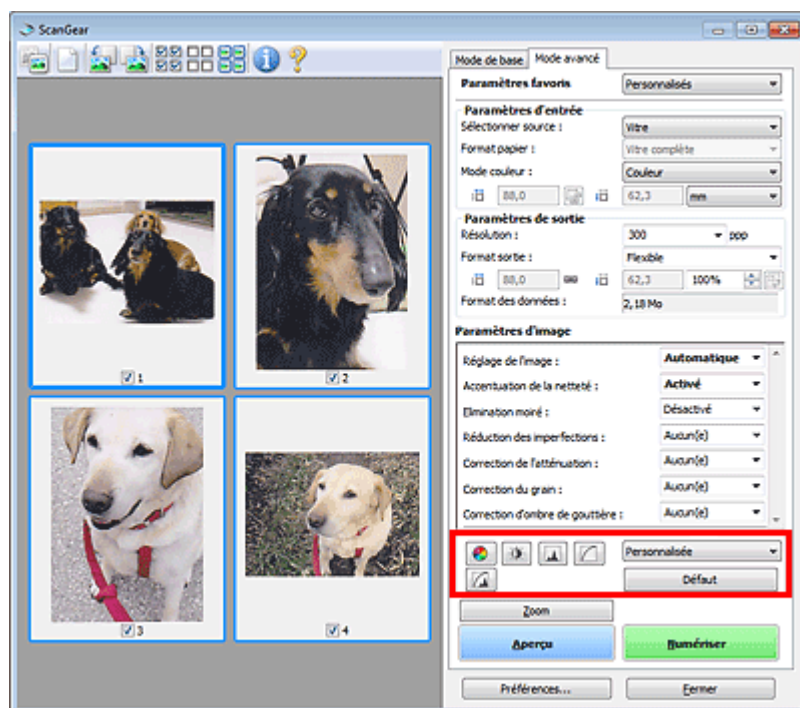 ScanGear
Mode de base Mode avancé
Paramètres favoris Personnalisés
Paramètres d'entrée
Sélectionner source : Vitre
Format papier : Vitre complète
Mode couleur : Couleur
88,0 62,3 mm
Paramètres de sortie
Résolution : 300 ppp
Format sortie : Flexible
88,0 62,3 100%
Format des données : 2,18 Mo
Paramètres d'image
Réglage de l'image : Automatique
Accentuation de la netteté : Activé
Elimination moiré : Désactivé
Réduction des imperfections : Aucun(e)
Correction de l'atténuation : Aucun(e)
Correction du grain : Aucun(e)
Correction d'ombre de gouttière : Aucun(e)
1 2
3 4
Personnalisée
Défaut
Zoom
Aperçu Numériser
Préférences... Fermer